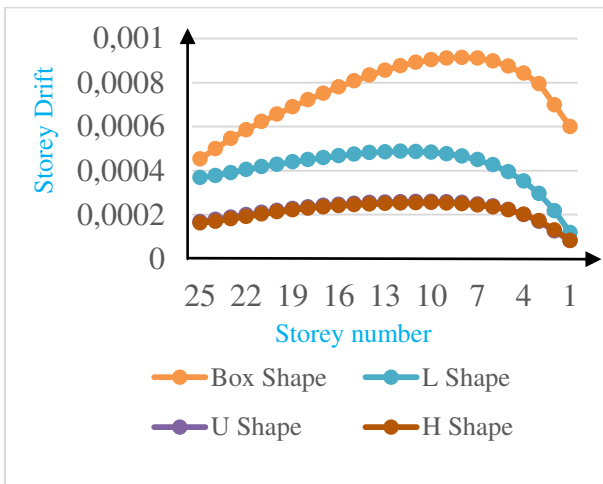 0,001
0,0008
0,0006
0,0004
0,0002
0
Storey Drift
25 22 19 16 13 10 7 4 1
Storey number
Box Shape L Shape
U Shape H Shape